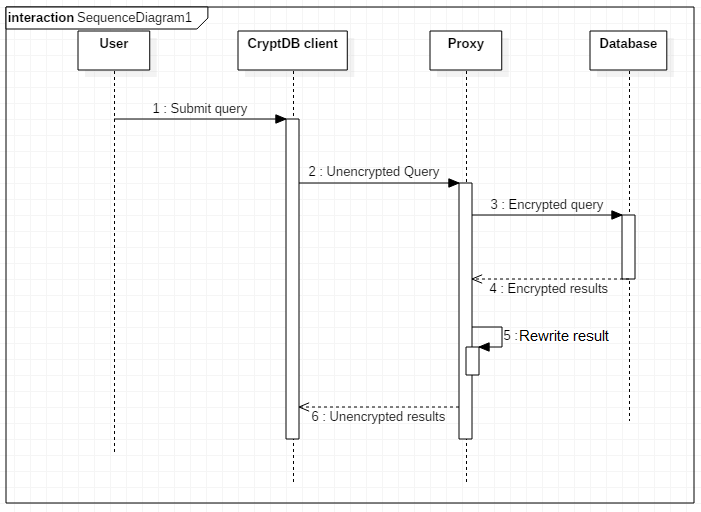 interaction SequenceDiagram1
User
CryptDB client
Proxy
Database
1 : Submit query
2 : Unencrypted Query
3 : Encrypted query
4 : Encrypted results
5 : Rewrite result
6 : Unencrypted results